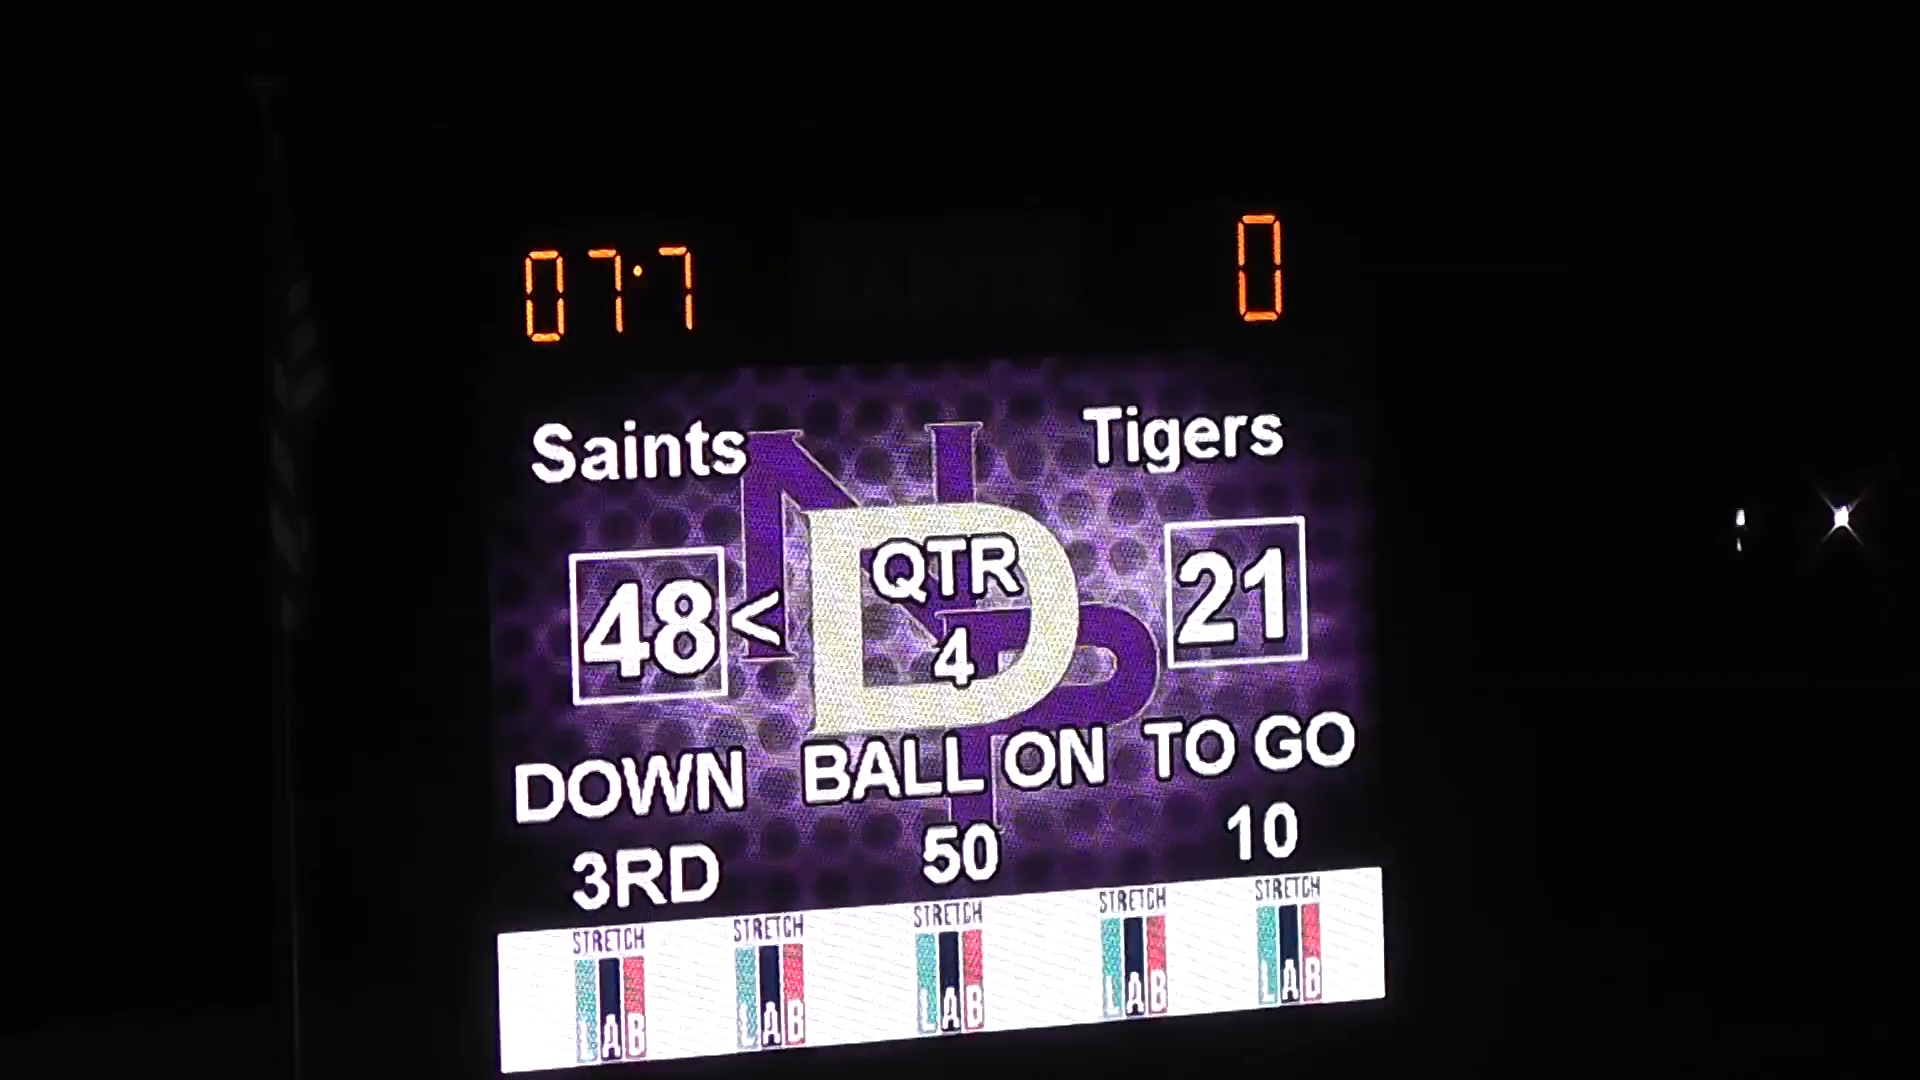 07.7 0
Saints Tigers
48 < QTR 21
4
DOWN BALL ON TO GO
3RD 50 10
STRETCH STRETCH STRETCH STRETCH STRETCH
LAB LAB LAB LAB LAB